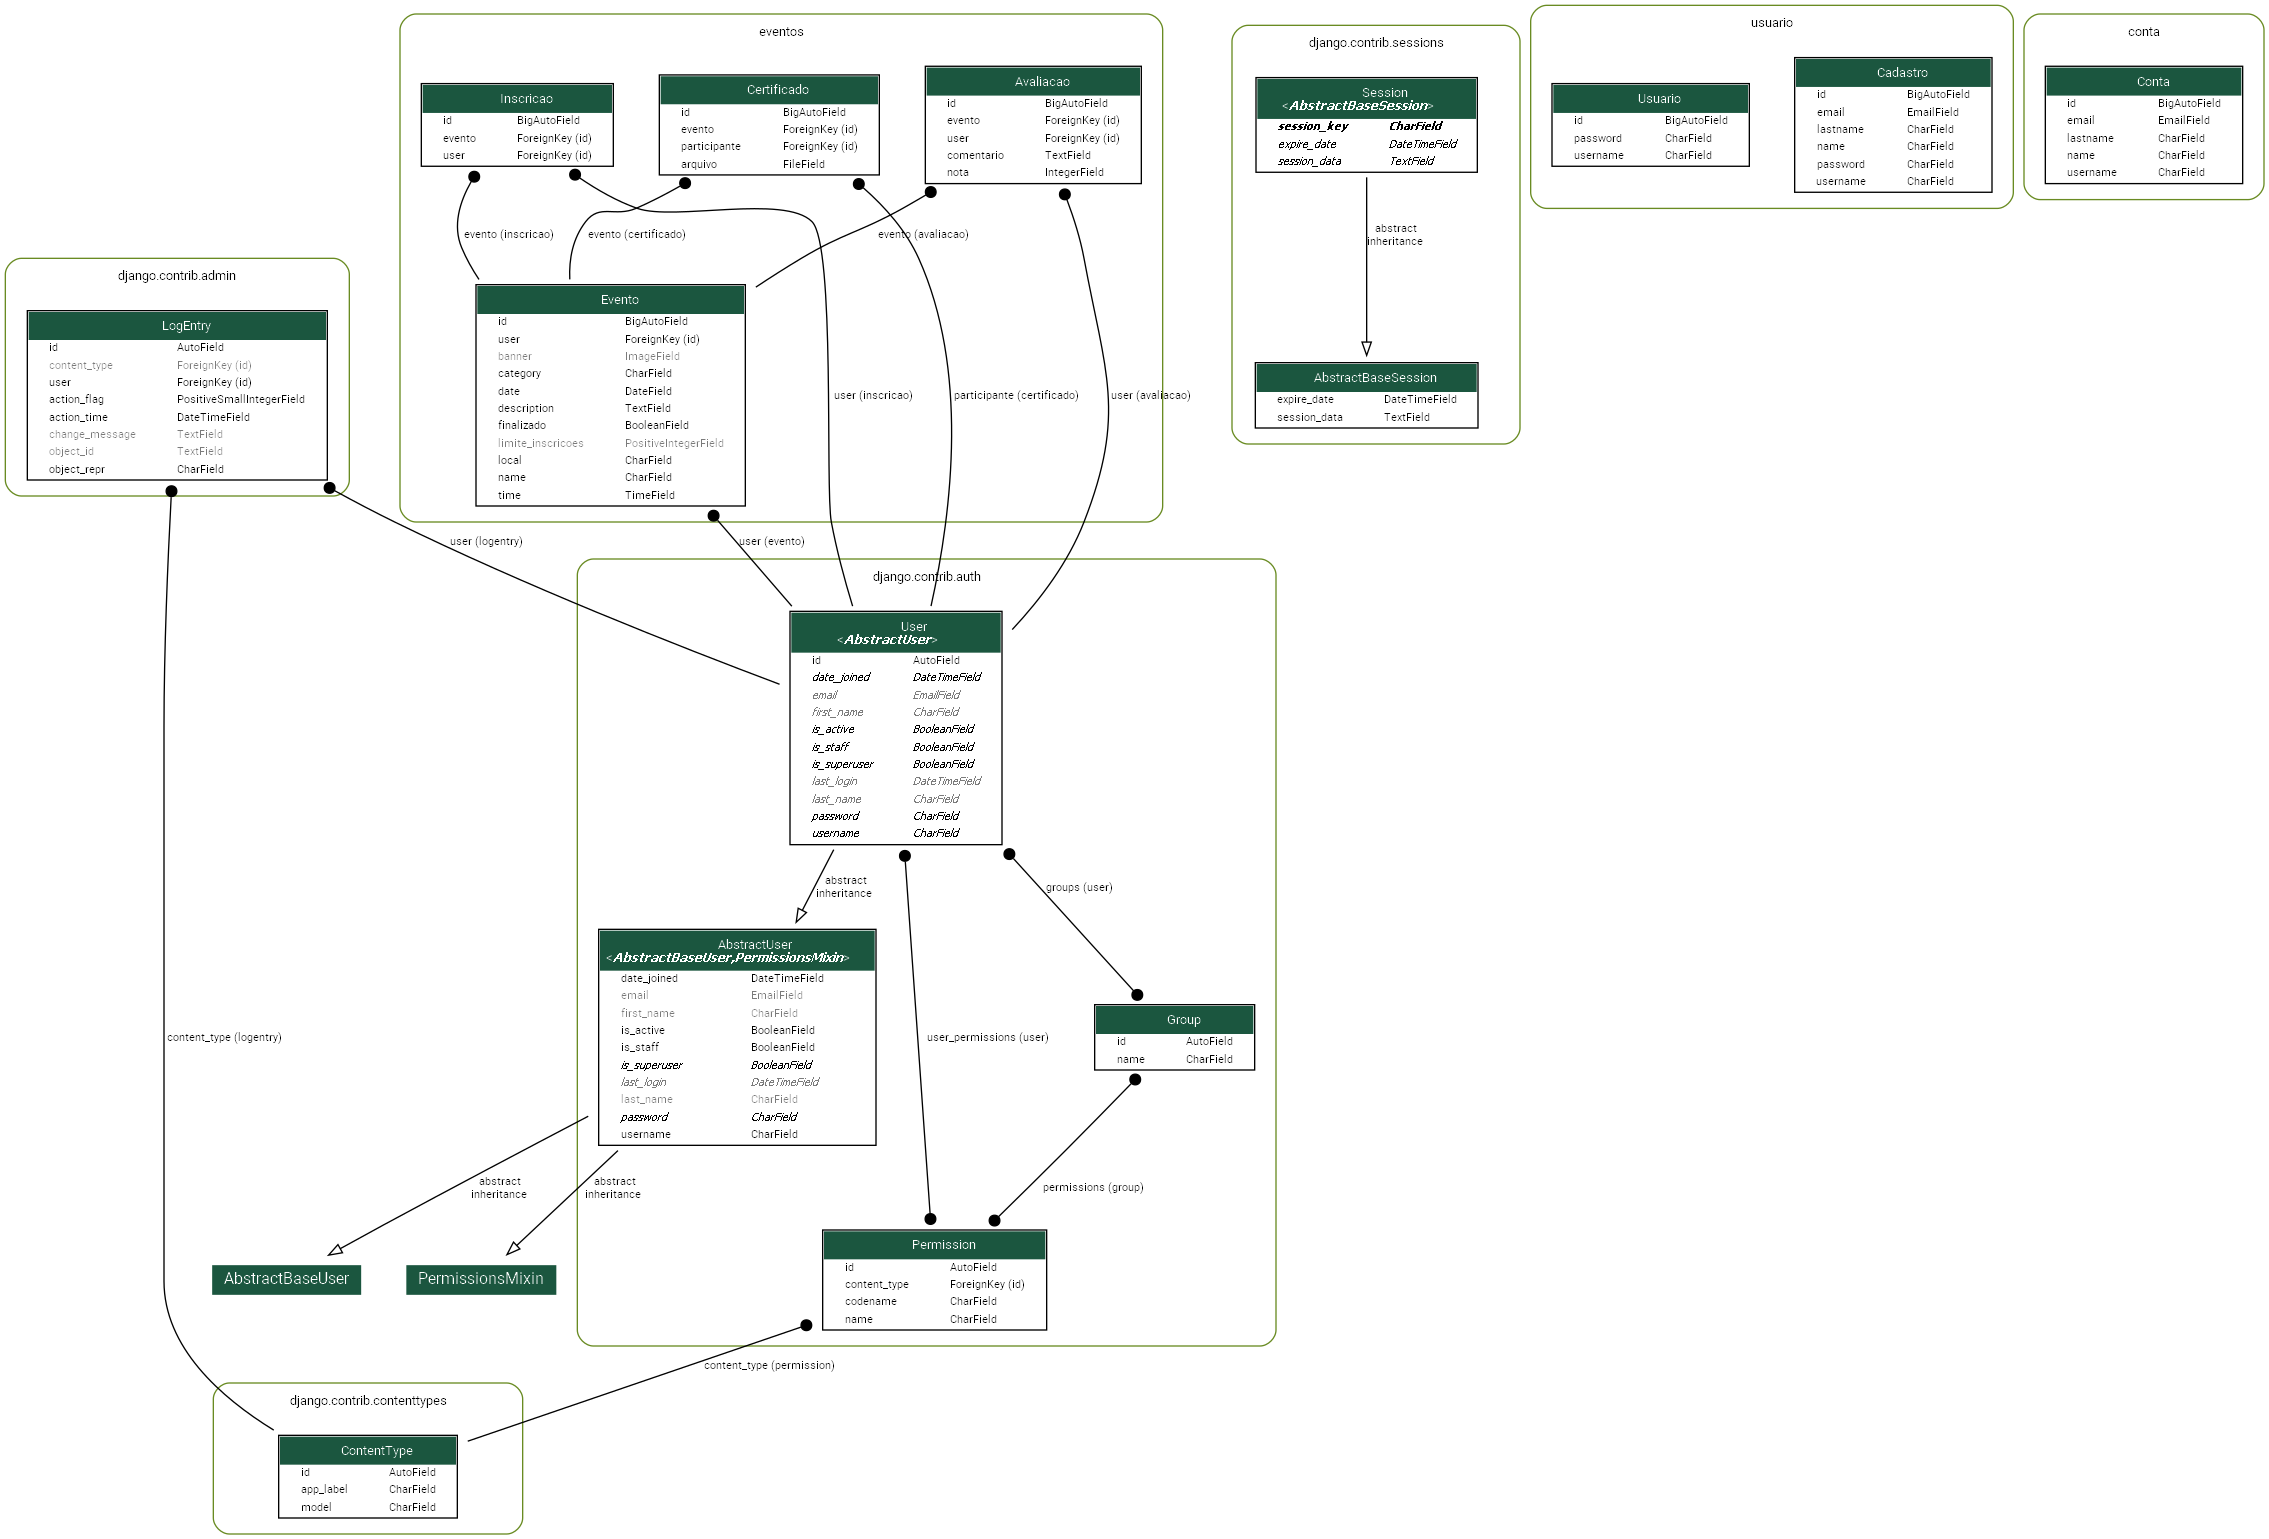 eventos
Inscricao
id BigAutoField
evento ForeignKey (id)
user ForeignKey (id)
Certificado
id BigAutoField
evento ForeignKey (id)
participante ForeignKey (id)
arquivo FileField
Avaliacao
id BigAutoField
evento ForeignKey (id)
user ForeignKey (id)
comentario TextField
nota IntegerField
evento (inscricao)
evento (certificado)
evento (avaliacao)
Evento
id BigAutoField
user ForeignKey (id)
banner ImageField
category CharField
date DateField
description TextField
finalizado BooleanField
limite_inscricoes PositiveIntegerField
local CharField
name CharField
time TimeField
user (inscricao)
participante (certificado)
user (avaliacao)
django.contrib.sessions
Session
<AbstractBaseSession>
session_key CharField
expire_date DateTimeField
session_data TextField
abstract
inheritance
AbstractBaseSession
expire_date DateTimeField
session_data TextField
usuario
Usuario
id BigAutoField
password CharField
username CharField
Cadastro
id BigAutoField
email EmailField
lastname CharField
name CharField
password CharField
username CharField
conta
Conta
id BigAutoField
email EmailField
lastname CharField
name CharField
username CharField
django.contrib.admin
LogEntry
id AutoField
content_type ForeignKey (id)
user ForeignKey (id)
action_flag PositiveSmallIntegerField
action_time DateTimeField
change_message TextField
object_id TextField
object_repr CharField
user (logentry)
user (evento)
django.contrib.auth
User
<AbstractUser>
id AutoField
date_joined DateTimeField
email EmailField
first_name CharField
is_active BooleanField
is_staff BooleanField
is_superuser BooleanField
last_login DateTimeField
last_name CharField
password CharField
username CharField
abstract
inheritance
groups (user)
AbstractUser
<AbstractBaseUser,PermissionsMixin>
date_joined DateTimeField
email EmailField
first_name CharField
is_active BooleanField
is_staff BooleanField
is_superuser BooleanField
last_login DateTimeField
last_name CharField
password CharField
username CharField
user_permissions (user)
Group
id AutoField
name CharField
content_type (logentry)
abstract
inheritance
abstract
inheritance
permissions (group)
AbstractBaseUser
PermissionsMixin
Permission
id AutoField
content_type ForeignKey (id)
codename CharField
name CharField
content_type (permission)
django.contrib.contenttypes
ContentType
id AutoField
app_label CharField
model CharField